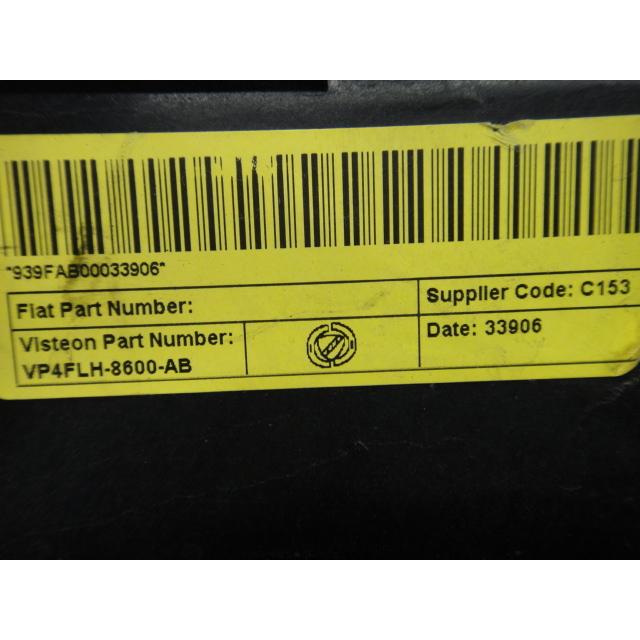 *939FAB00033906*
Fiat Part Number:
Supplier Code: C153
Visteon Part Number:
VP4FLH-8600-AB
Date: 33906